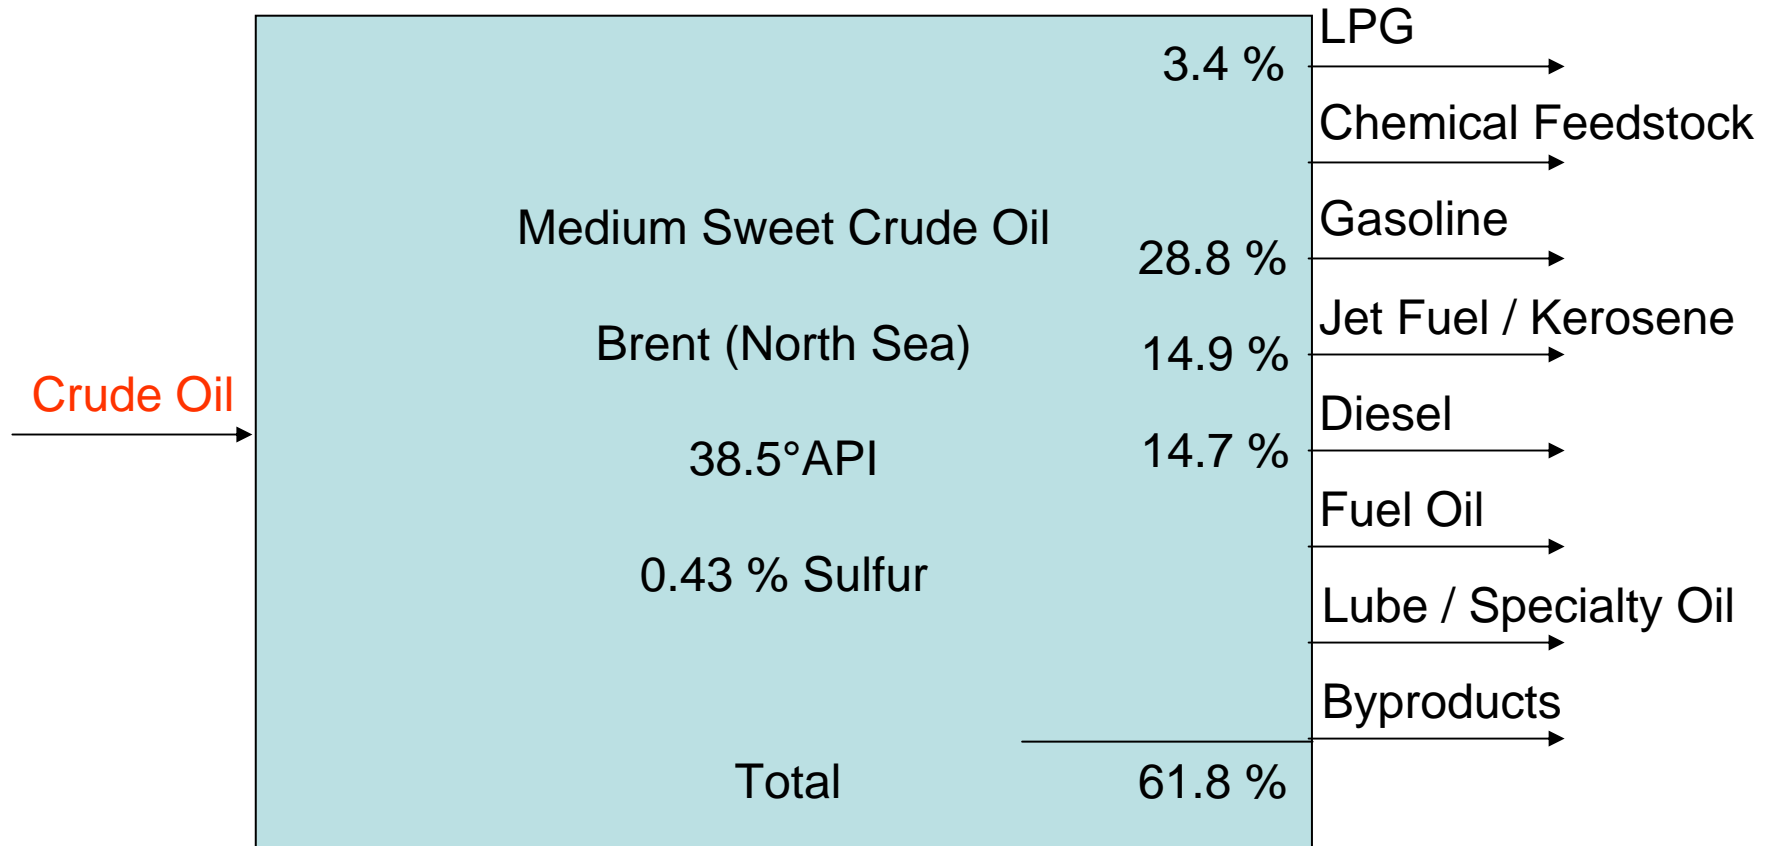 LPG
3.4 %
Chemical Feedstock
Medium Sweet Crude Oil
Gasoline
28.8 %
Brent (North Sea)
Jet Fuel / Kerosene
14.9 %
Crude Oil
Diesel
38.5°API
14.7 %
Fuel Oil
0.43 % Sulfur
Lube / Specialty Oil
Byproducts
Total
61.8 %